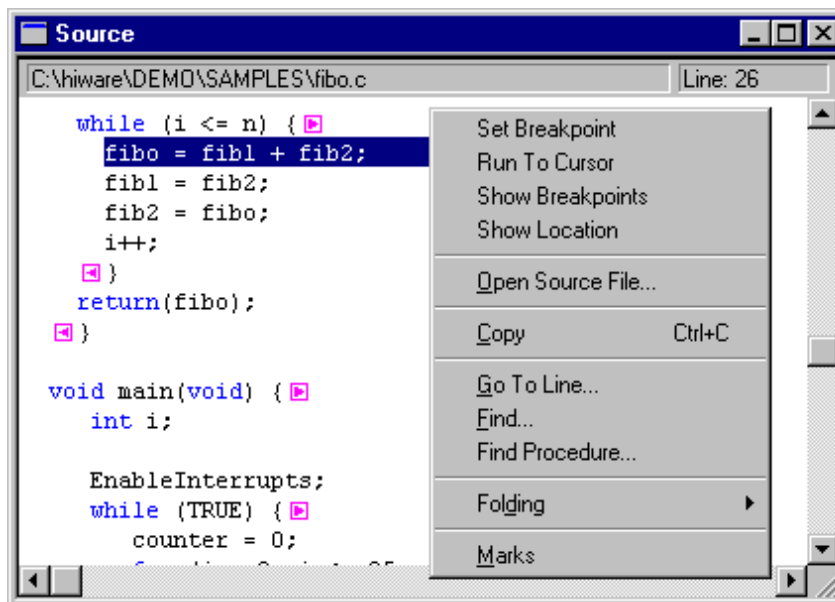 Source
C:\hiware\DEMO\SAMPLES\fibo.c Line: 26
while (i <= n) {
fibo = fib1 + fib2;
fib1 = fib2;
fib2 = fibo;
i++;
}
return(fibo);
}
void main(void) {
int i;
EnableInterrupts;
while (TRUE) {
counter = 0;
Set Breakpoint
Run To Cursor
Show Breakpoints
Show Location
Open Source File...
Copy Ctrl+C
Go To Line...
Find...
Find Procedure...
Folding
Marks